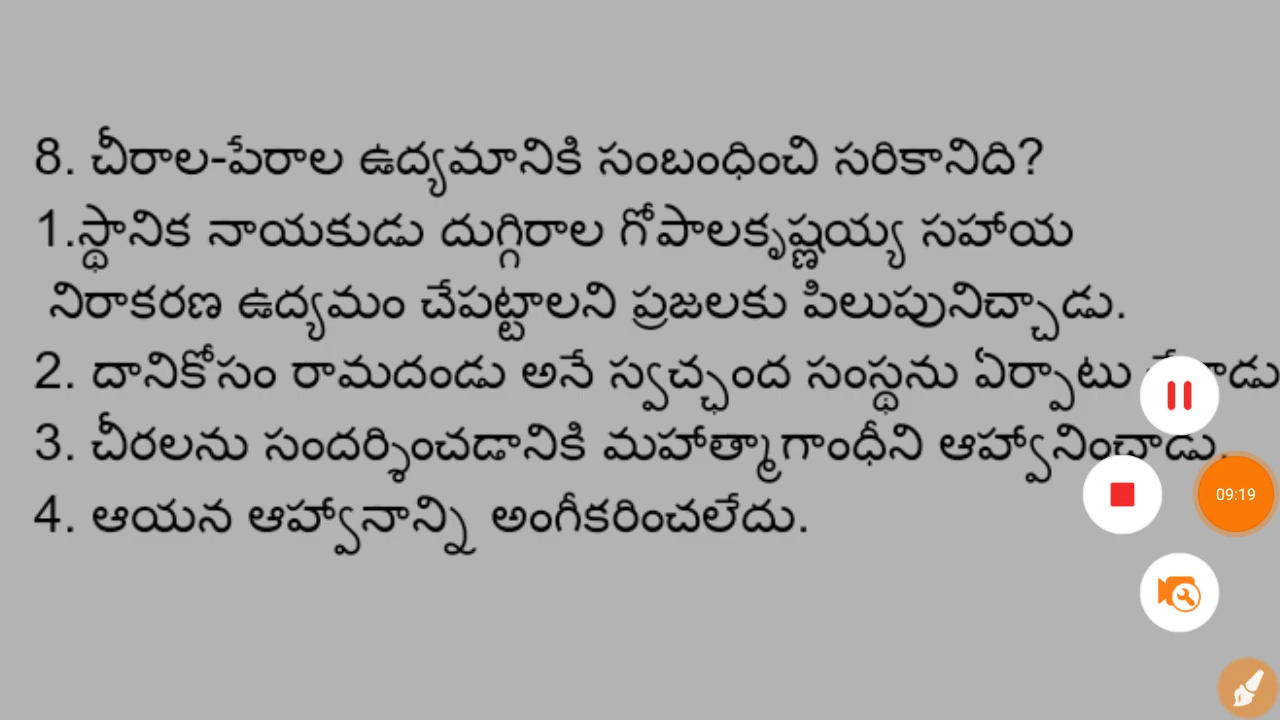 8. చీరాల-పేరాల ఉద్యమానికి సంబంధించి సరికానిది?
1.స్థానిక నాయకుడు దుగ్గిరాల గోపాలకృష్ణయ్య సహాయ
నిరాకరణ ఉద్యమం చేపట్టాలని ప్రజలకు పిలుపునిచ్చాడు.
2. దానికోసం రామదండు అనే స్వచ్ఛంద సంస్థను ఏర్పాటు
3. చీరలను సందర్శించడానికి మహాత్మాగాంధీని ఆహ్వానించాడు.
4. ఆయన ఆహ్వానాన్ని అంగీకరించలేదు.
09:19